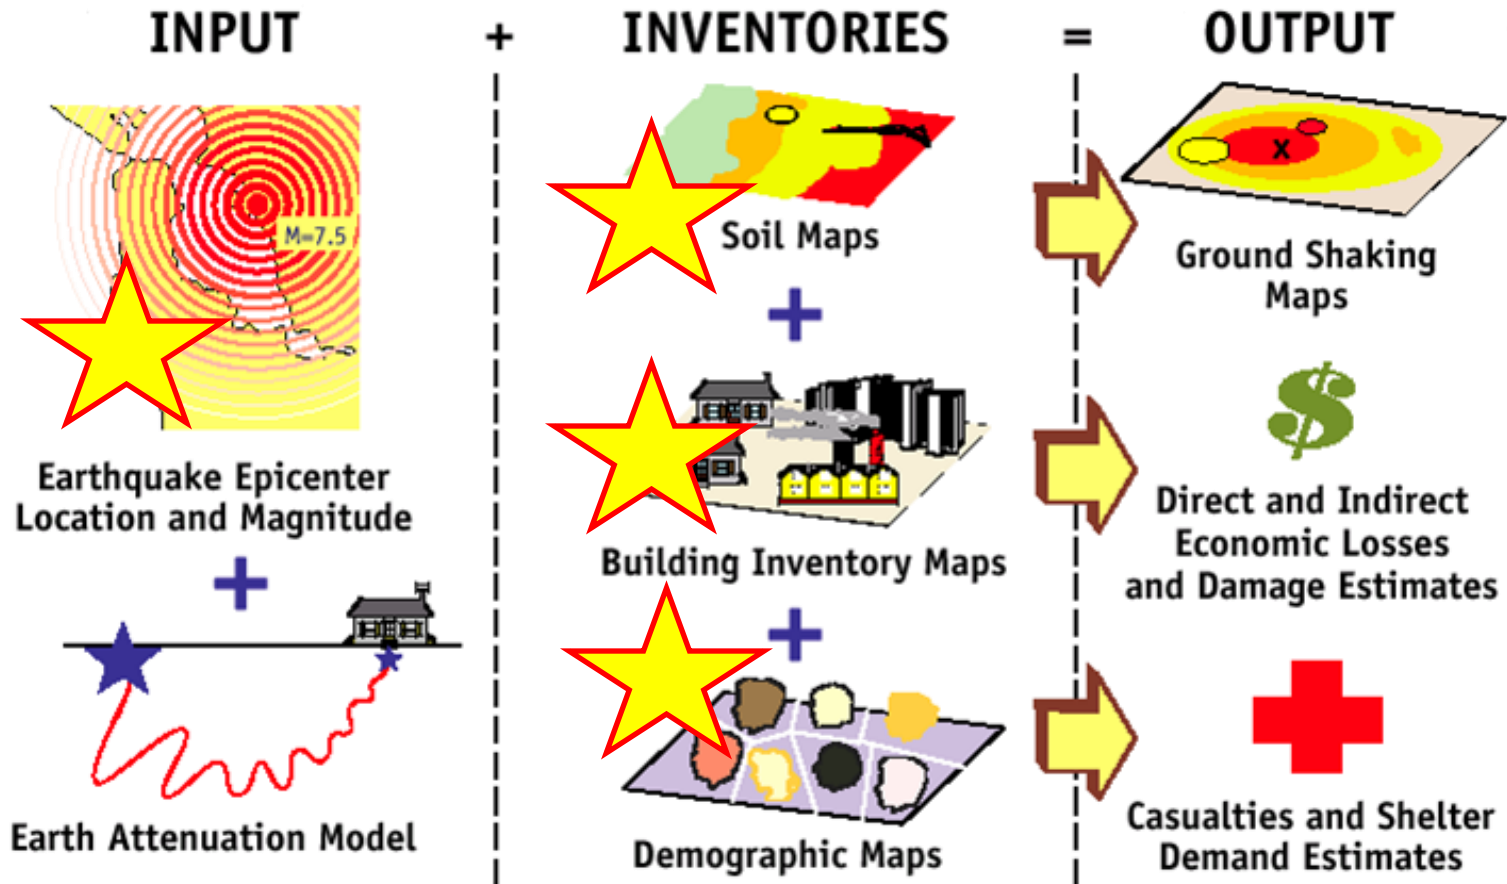 INPUT + INVENTORIES = OUTPUT
M=7.5
Earthquake Epicenter
Location and Magnitude
+
Earth Attenuation Model
Soil Maps
+
Building Inventory Maps
+
Demographic Maps
X
Ground Shaking
Maps
$
Direct and Indirect
Economic Losses
and Damage Estimates
Casualties and Shelter
Demand Estimates